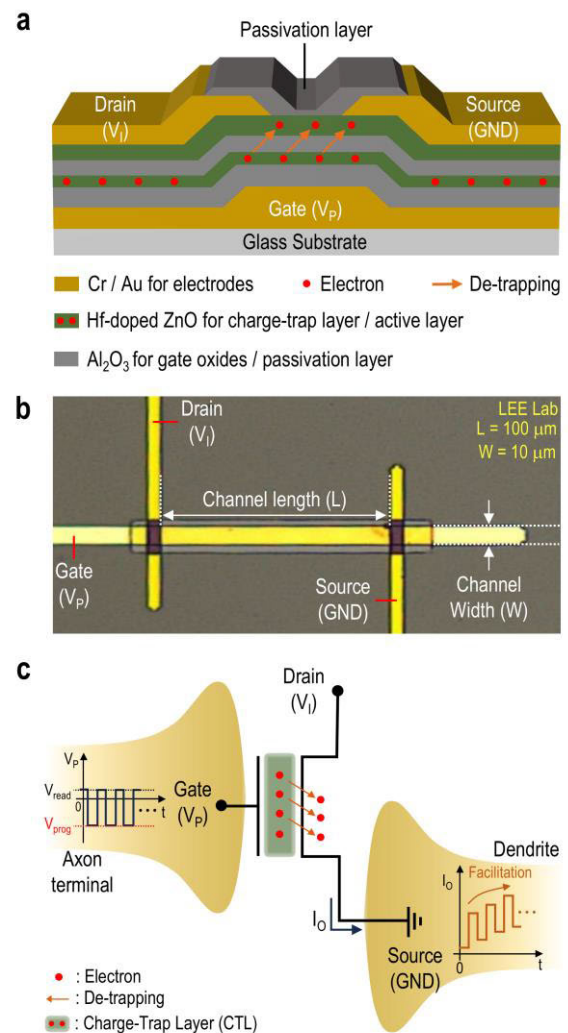 a
Passivation layer
Drain
(V_I)
Source
(GND)
Gate (V_P)
Glass Substrate
Cr / Au for electrodes
Electron
De-trapping
Hf-doped ZnO for charge-trap layer / active layer
Al₂O₃ for gate oxides / passivation layer
b
Drain
(V_I)
LEE Lab
L = 100 μm
W = 10 μm
Channel length (L)
Gate
(V_P)
Source
(GND)
Channel
Width (W)
c
Drain
(V_I)
V_P
V_read
0
t
V_prog
Gate
(V_P)
Axon
terminal
Dendrite
I_O
Facilitation
0
t
I_O
Source
(GND)
: Electron
: De-trapping
: Charge-Trap Layer (CTL)